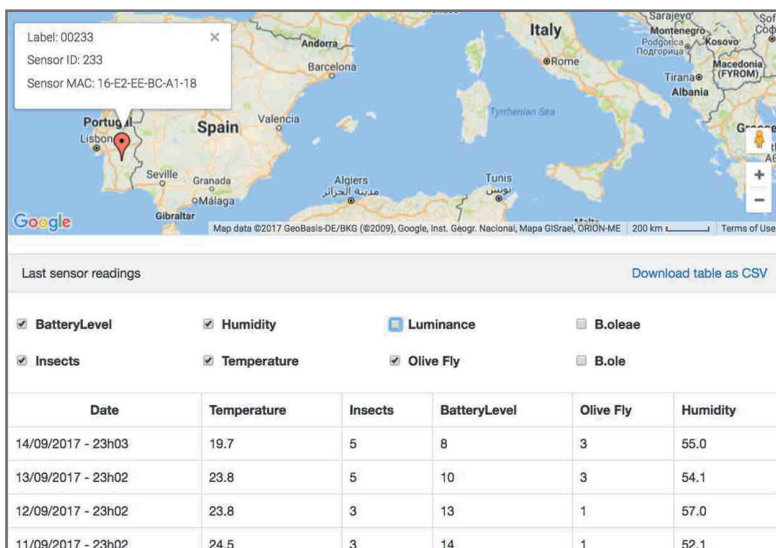 Label: 00233 ×
Sensor ID: 233
Sensor MAC: 16-E2-EE-BC-A1-18
Sarajevo
Montenegro
Podgorica
Подгорица
Kosovo
Macedonia
(FYROM)
Tirana
Albania
Italy
Rome
Andorra
Barcelona
Tyrrhenian Sea
Portugal
Spain
Valencia
Seville
Granada
Málaga
Gibraltar
Algiers
مدينة الجزائر
Tunis
تونس
+
−
Google
Map data ©2017 GeoBasis-DE/BKG (©2009), Google, Inst. Geogr. Nacional, Mapa GISrael, ORION-ME 200 km Terms of Use
Last sensor readings Download table as CSV
BatteryLevel Humidity Luminance B.oleae
Insects Temperature Olive Fly B.ole
Date Temperature Insects BatteryLevel Olive Fly Humidity
14/09/2017 - 23h03 19.7 5 8 3 55.0
13/09/2017 - 23h02 23.8 5 10 3 54.1
12/09/2017 - 23h02 23.8 3 13 1 57.0
11/09/2017 - 23h02 24.5 3 14 1 52.1